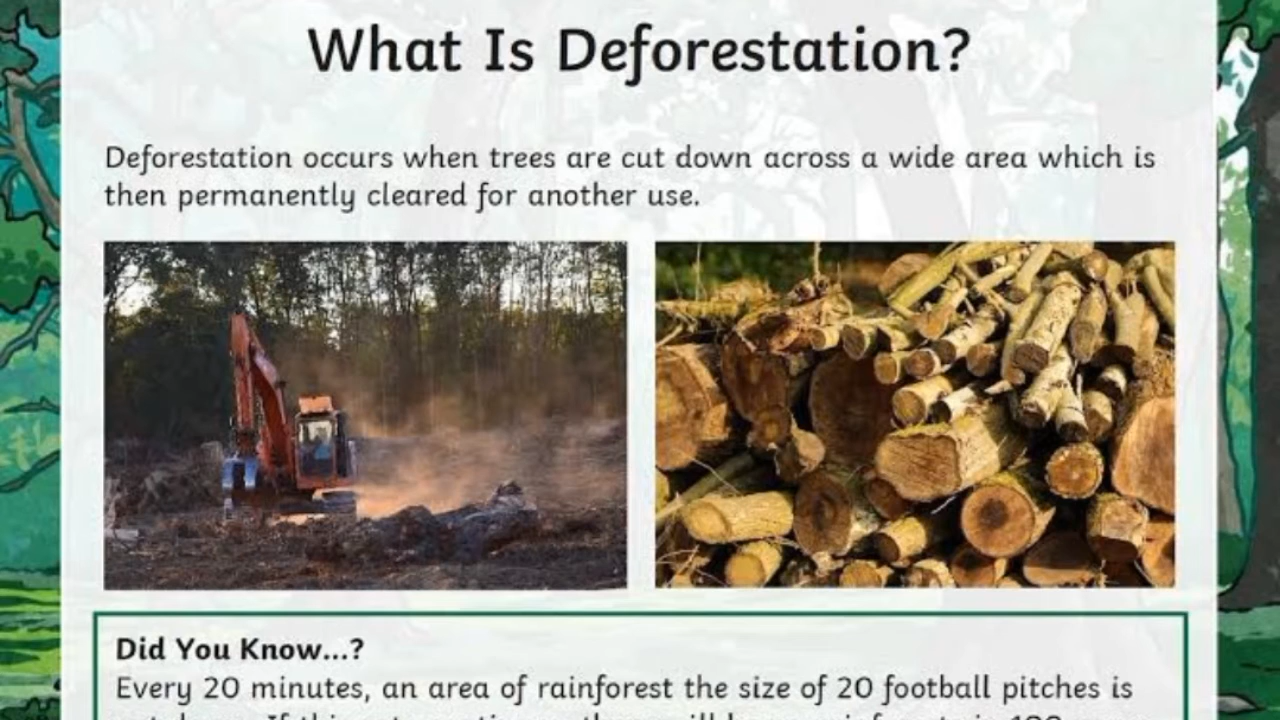 What Is Deforestation?
Deforestation occurs when trees are cut down across a wide area which is
then permanently cleared for another use.
Did You Know...?
Every 20 minutes, an area of rainforest the size of 20 football pitches is